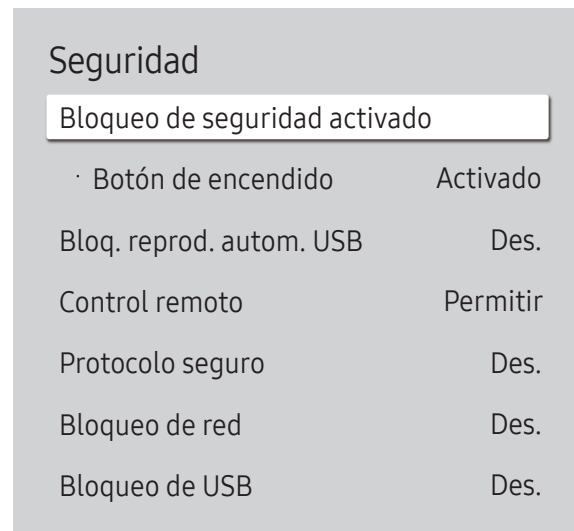 Seguridad
Bloqueo de seguridad activado
· Botón de encendido Activado
Bloq. reprod. autom. USB Des.
Control remoto Permitir
Protocolo seguro Des.
Bloqueo de red Des.
Bloqueo de USB Des.